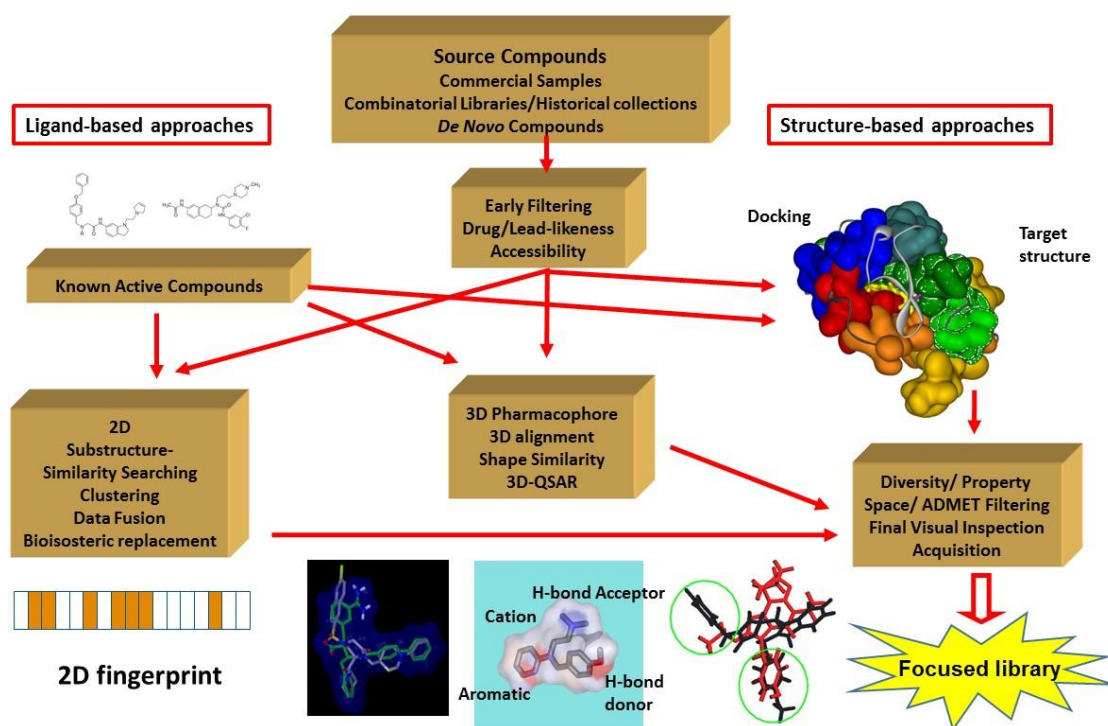 Source Compounds
Commercial Samples
Combinatorial Libraries/Historical collections
De Novo Compounds
Ligand-based approaches
Structure-based approaches
CH₃
Early Filtering
Drug/Lead-likeness
Accessibility
Docking
Target
structure
Known Active Compounds
2D
Substructure-
Similarity Searching
Clustering
Data Fusion
Bioisosteric replacement
3D Pharmacophore
3D alignment
Shape Similarity
3D-QSAR
Diversity/ Property
Space/ ADMET Filtering
Final Visual Inspection
Acquisition
H-bond Acceptor
Cation
Aromatic
H-bond
donor
2D fingerprint
Focused library